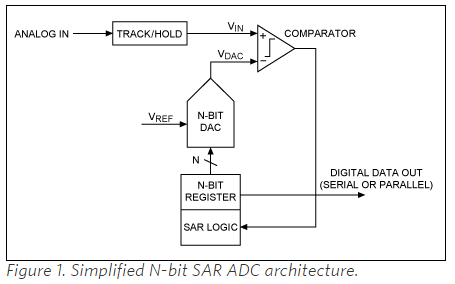 ANALOG IN
TRACK/HOLD
VIN
COMPARATOR
+
VDAC
−
VREF
N-BIT
DAC
N
N-BIT
REGISTER
DIGITAL DATA OUT
(SERIAL OR PARALLEL)
SAR LOGIC
Figure 1. Simplified N-bit SAR ADC architecture.